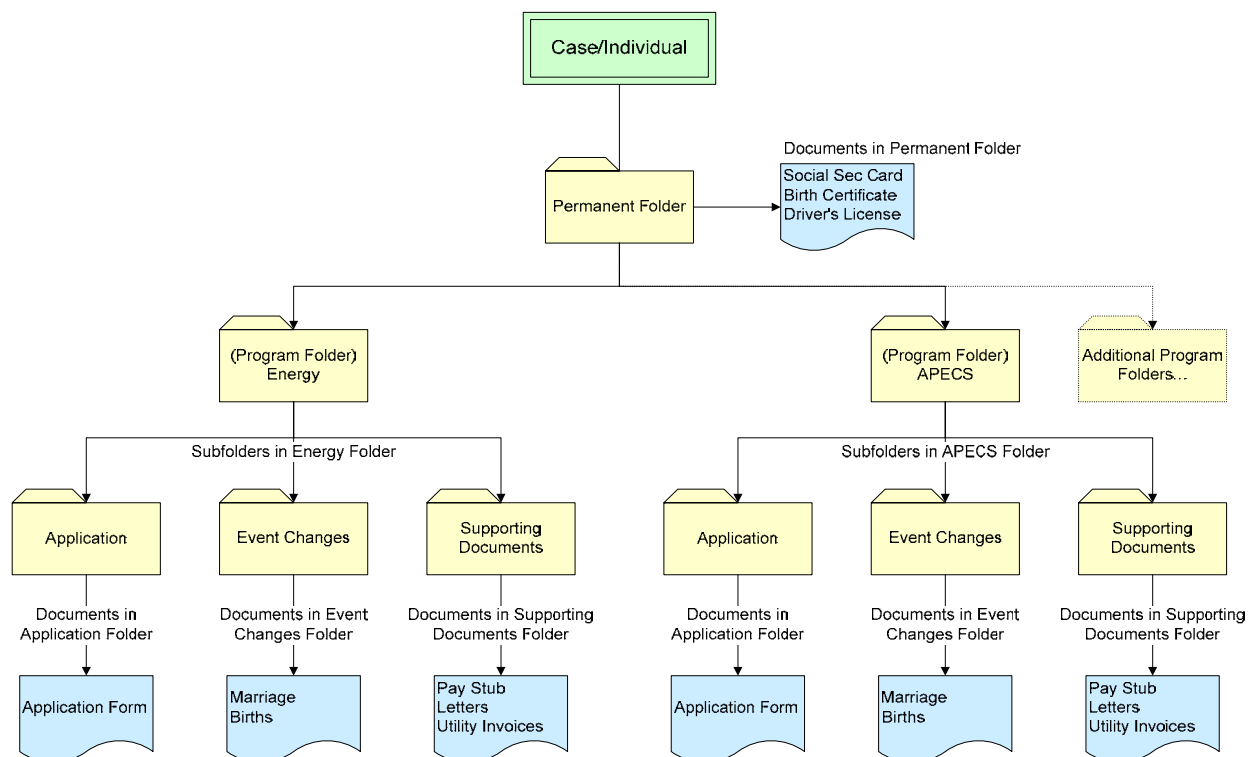 Case/Individual
Documents in Permanent Folder
Social Sec Card
Birth Certificate
Driver's License
Permanent Folder
(Program Folder)
Energy
(Program Folder)
APECS
Additional Program
Folders...
Subfolders in Energy Folder
Subfolders in APECS Folder
Application
Event Changes
Supporting
Documents
Application
Event Changes
Supporting
Documents
Documents in
Application Folder
Documents in Event
Changes Folder
Documents in Supporting
Documents Folder
Documents in
Application Folder
Documents in Event
Changes Folder
Documents in Supporting
Documents Folder
Application Form
Marriage
Births
Pay Stub
Letters
Utility Invoices
Application Form
Marriage
Births
Pay Stub
Letters
Utility Invoices